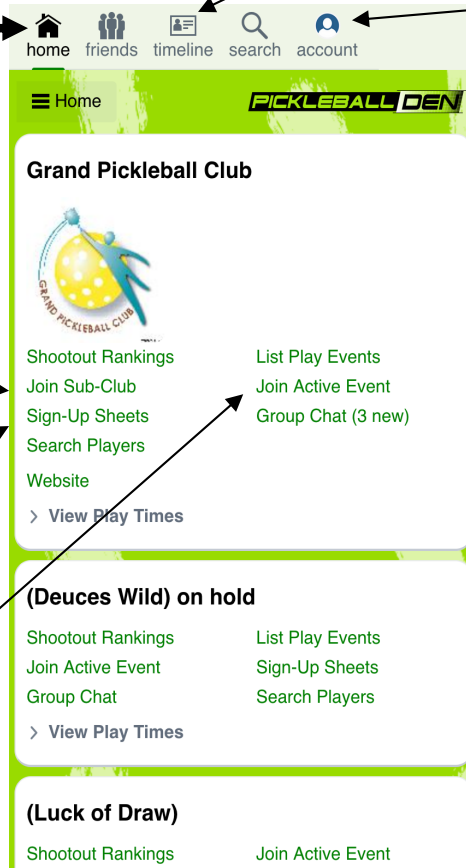 home friends timeline search account
Home PICKLEBALL DEN
Grand Pickleball Club
GRAND PICKLEBALL CLUB
Shootout Rankings List Play Events
Join Sub-Club Join Active Event
Sign-Up Sheets Group Chat (3 new)
Search Players
Website
View Play Times
(Deuces Wild) on hold
Shootout Rankings List Play Events
Join Active Event Sign-Up Sheets
Group Chat Search Players
View Play Times
(Luck of Draw)
Shootout Rankings Join Active Event